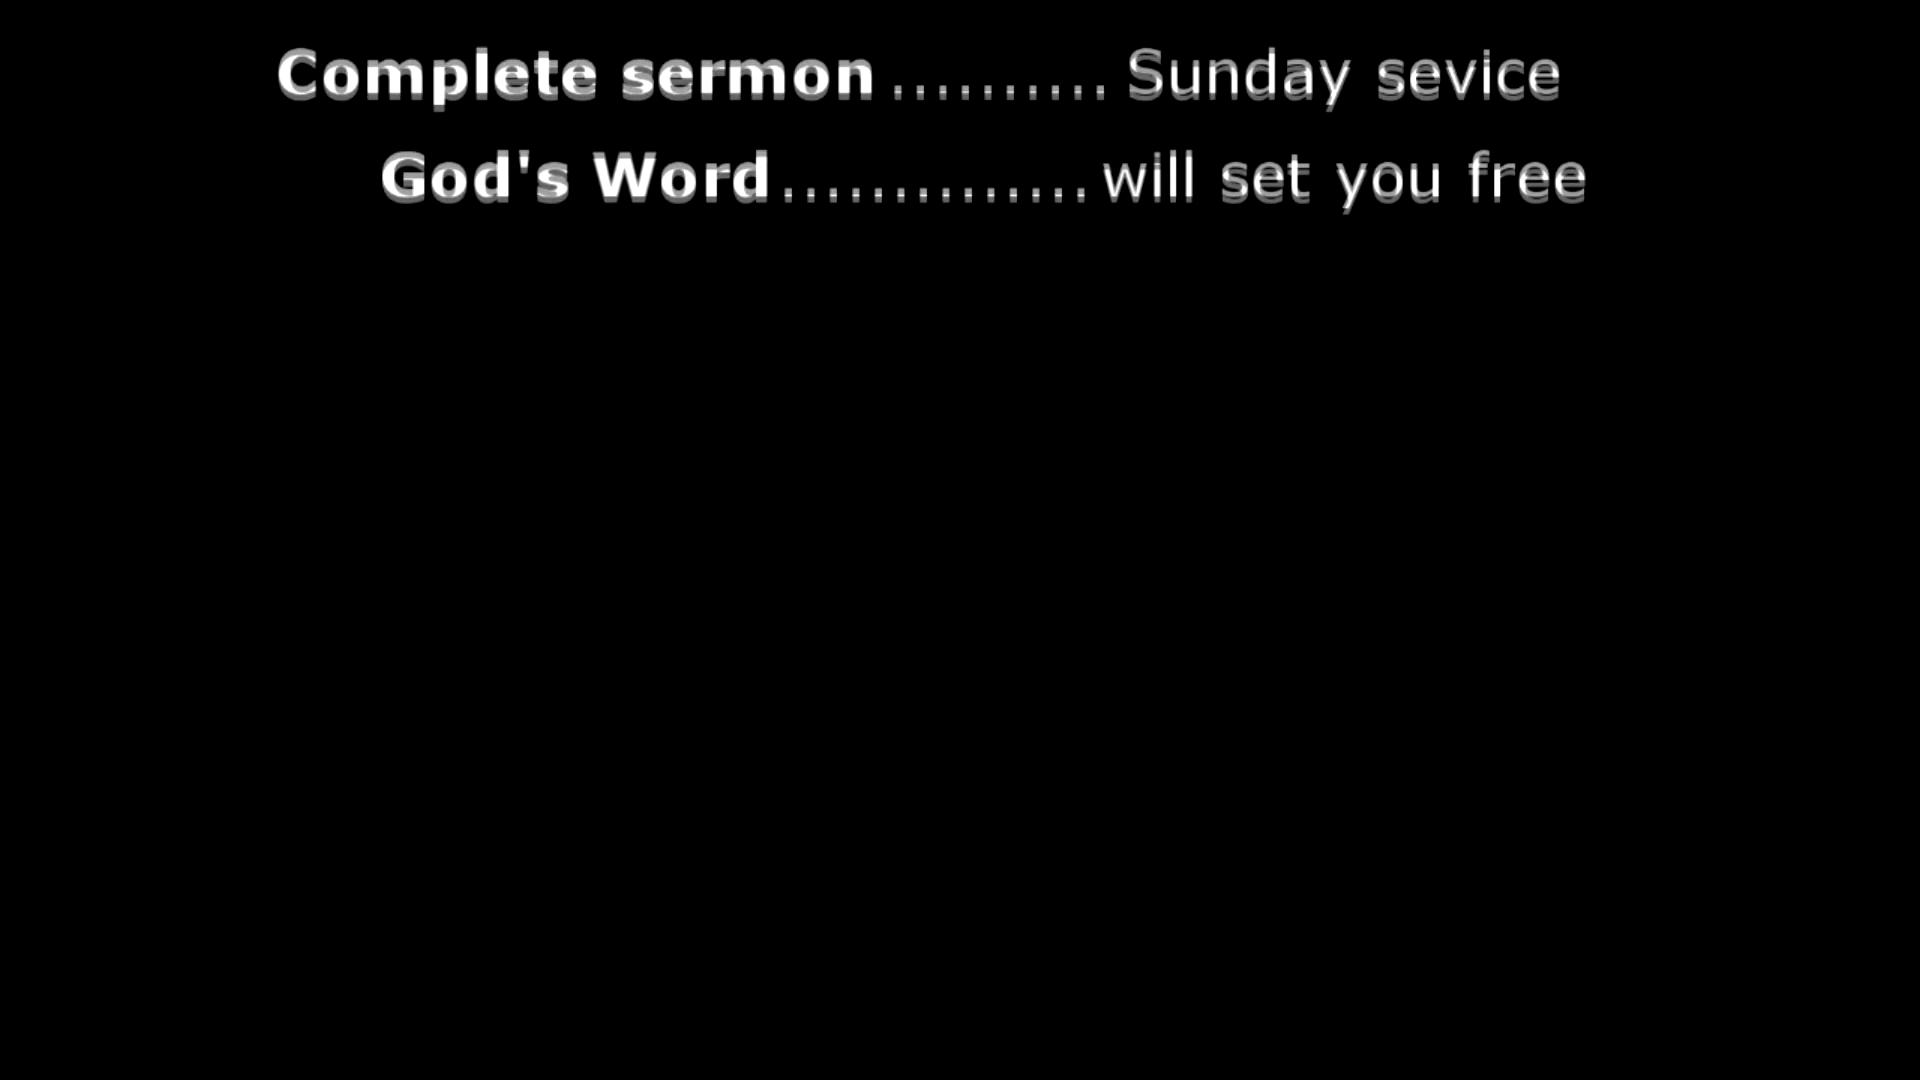 Complete sermon .......... Sunday sevice
God's Word.............. will set you free